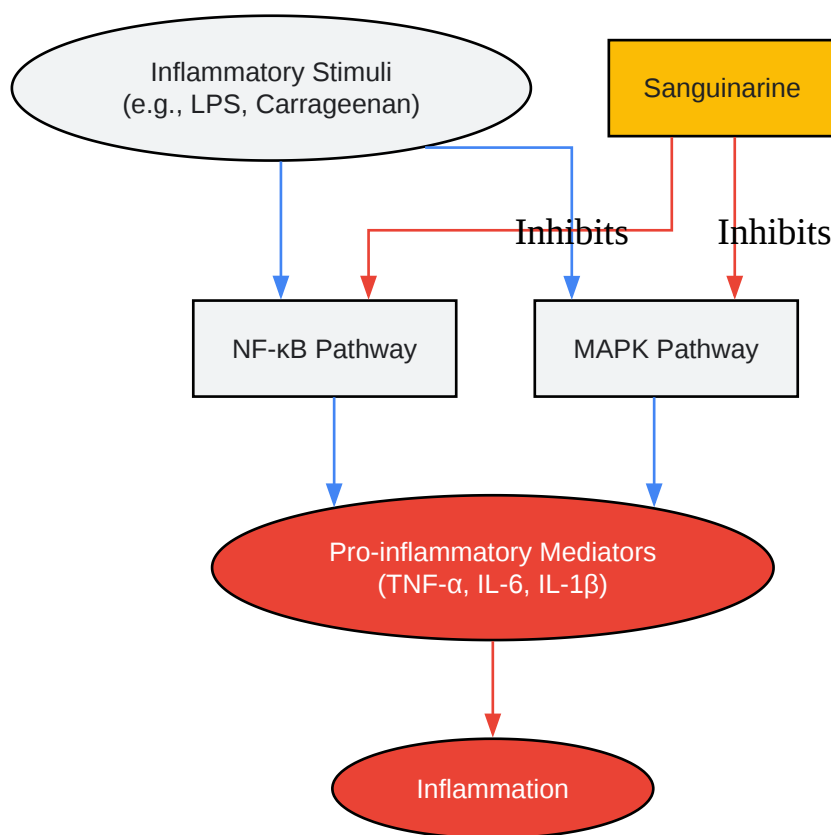 Inflammatory Stimuli
(e.g., LPS, Carrageenan)
Sanguinarine
Inhibits
Inhibits
NF-κB Pathway
MAPK Pathway
Pro-inflammatory Mediators
(TNF-α, IL-6, IL-1β)
Inflammation